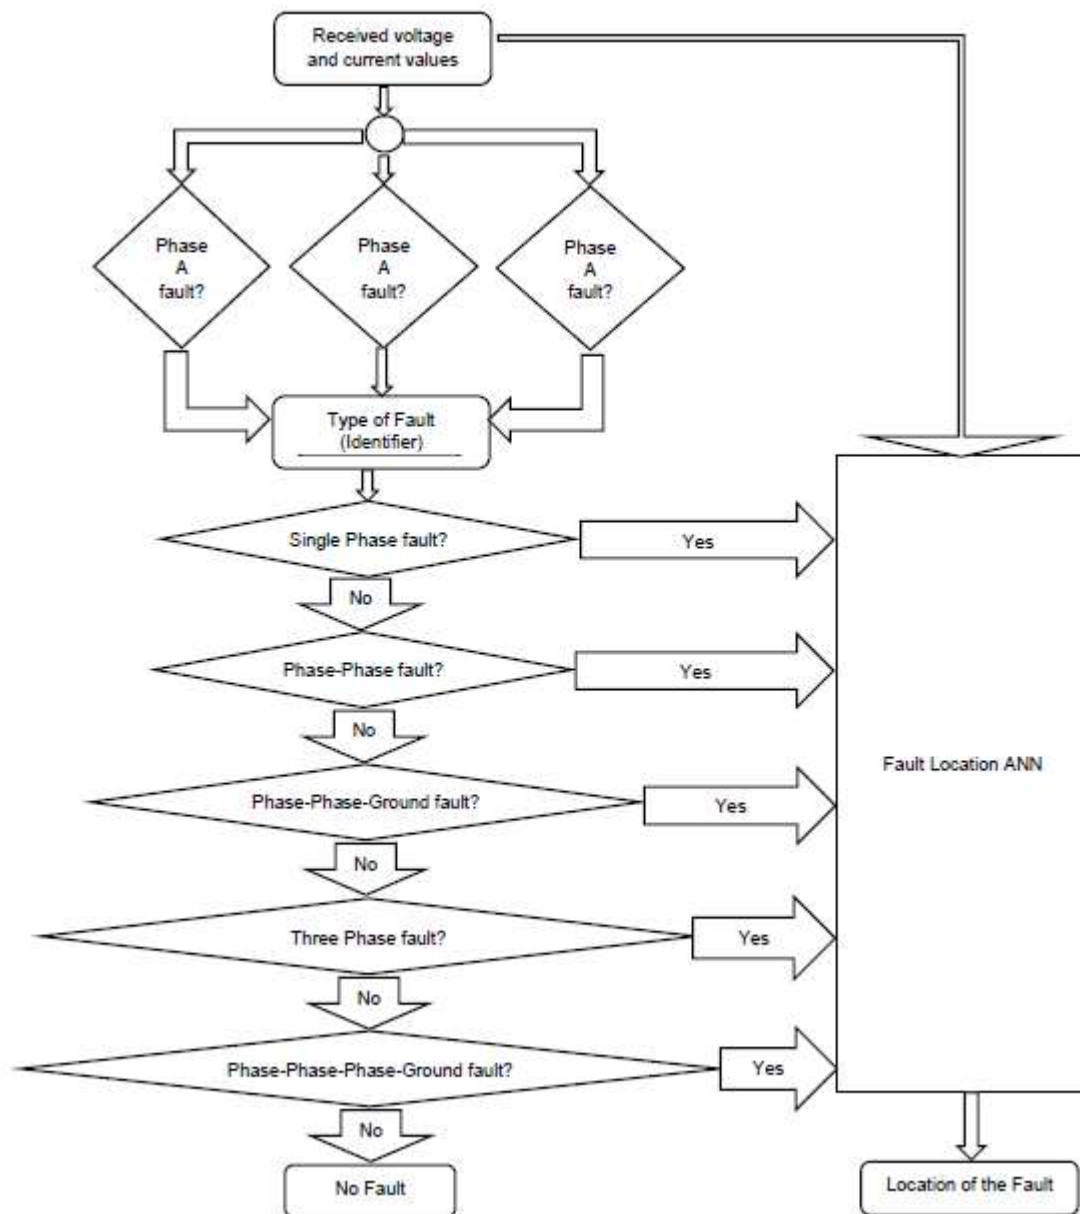 Received voltage
and current values
Phase
A
fault?
Phase
A
fault?
Phase
A
fault?
Type of Fault
(Identifier)
Single Phase fault?
Yes
No
Phase-Phase fault?
Yes
No
Phase-Phase-Ground fault?
Yes
No
Three Phase fault?
Yes
No
Phase-Phase-Phase-Ground fault?
Yes
No
No Fault
Fault Location ANN
Location of the Fault